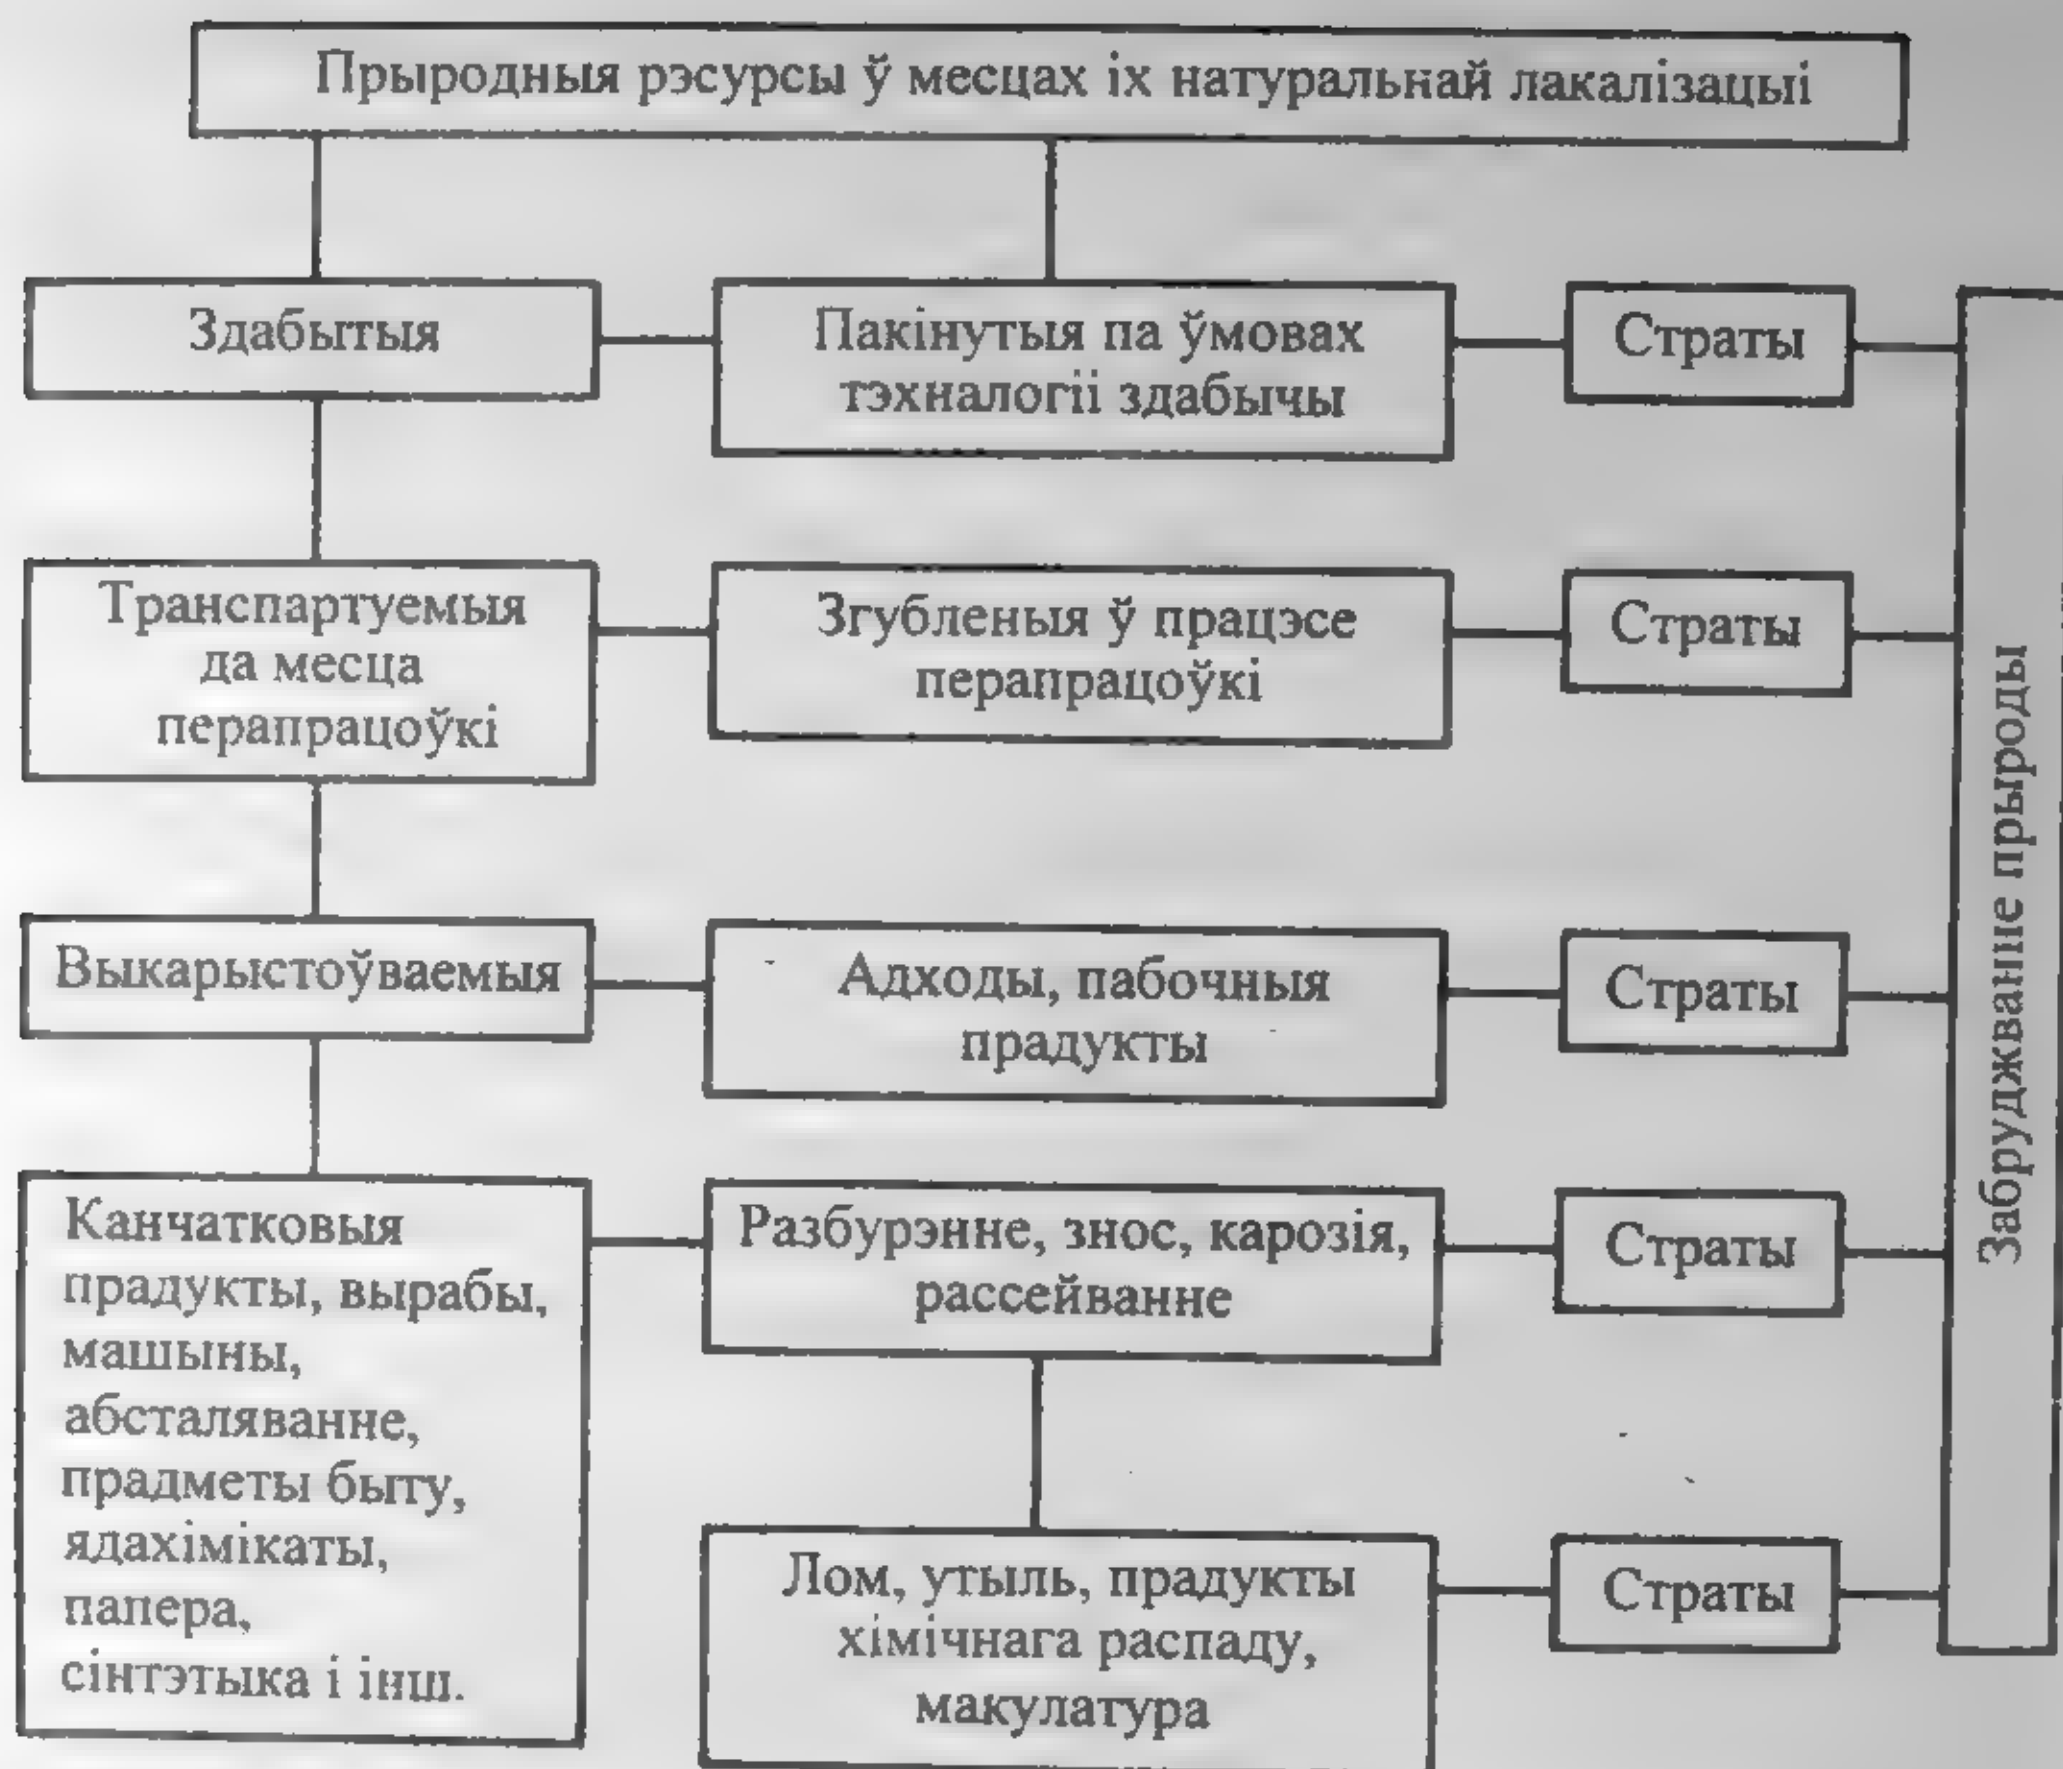 Прыродныя рэсурсы ў месцах іх натуральнай лакалізацыі
Здабытыя
Пакінутыя па ўмовах
тэхналогіі здабычы
Страты
Транспартуемыя
да месца
перапрацоўкі
Згубленыя ў працэсе
перапрацоўкі
Страты
Выкарыстоўваемыя
Адходы, пабочныя
прадукты
Страты
Канчатковыя
прадукты, вырабы,
машыны,
абсталяванне,
прадметы быту,
ядахімікаты,
папера,
сінтэтыка і інш.
Разбурэнне, знос, карозія,
рассейванне
Страты
Лом, утыль, прадукты
хімічнага распаду,
макулатура
Страты
Забруджванне прыроды